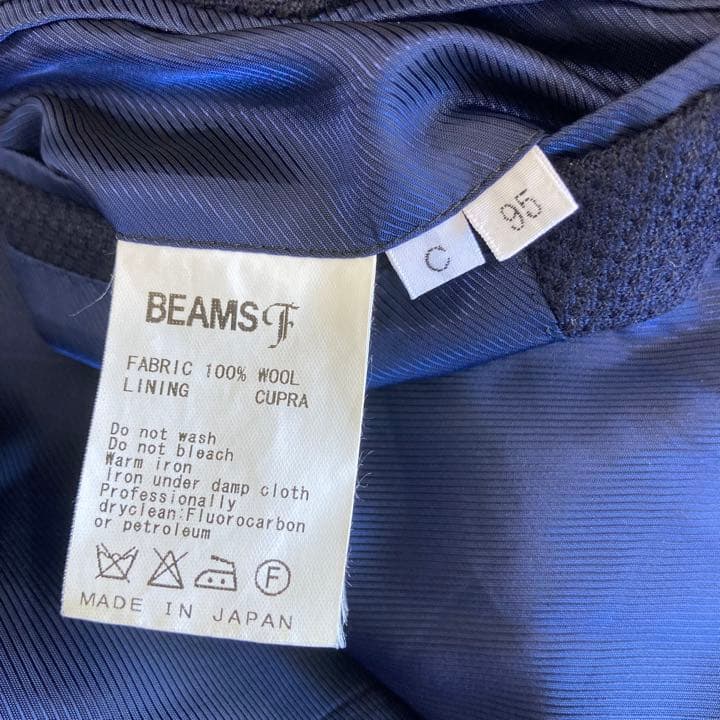 BEAMS F
FABRIC 100% WOOL
LINING CUPRA
Do not wash
Do not bleach
Warm iron
Iron under damp cloth
Professionally
dryclean:Fluorocarbon
or petroleum
F
MADE IN JAPAN
C
95